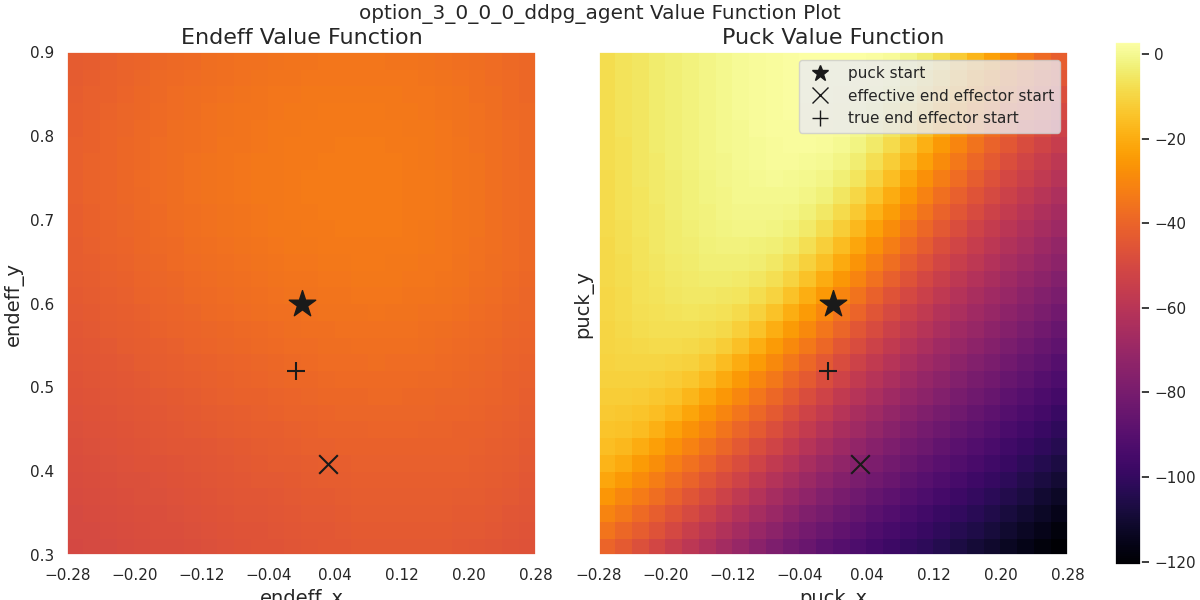 option_3_0_0_0_ddpg_agent Value Function Plot
Endeff Value Function
Puck Value Function
puck start
effective end effector start
true end effector start
endeff_y
0.9
0.8
0.7
0.6
0.5
0.4
0.3
−0.28 −0.20 −0.12 −0.04 0.04 0.12 0.20 0.28
endeff_x
puck_y
−0.28 −0.20 −0.12 −0.04 0.04 0.12 0.20 0.28
puck_x
0
−20
−40
−60
−80
−100
−120